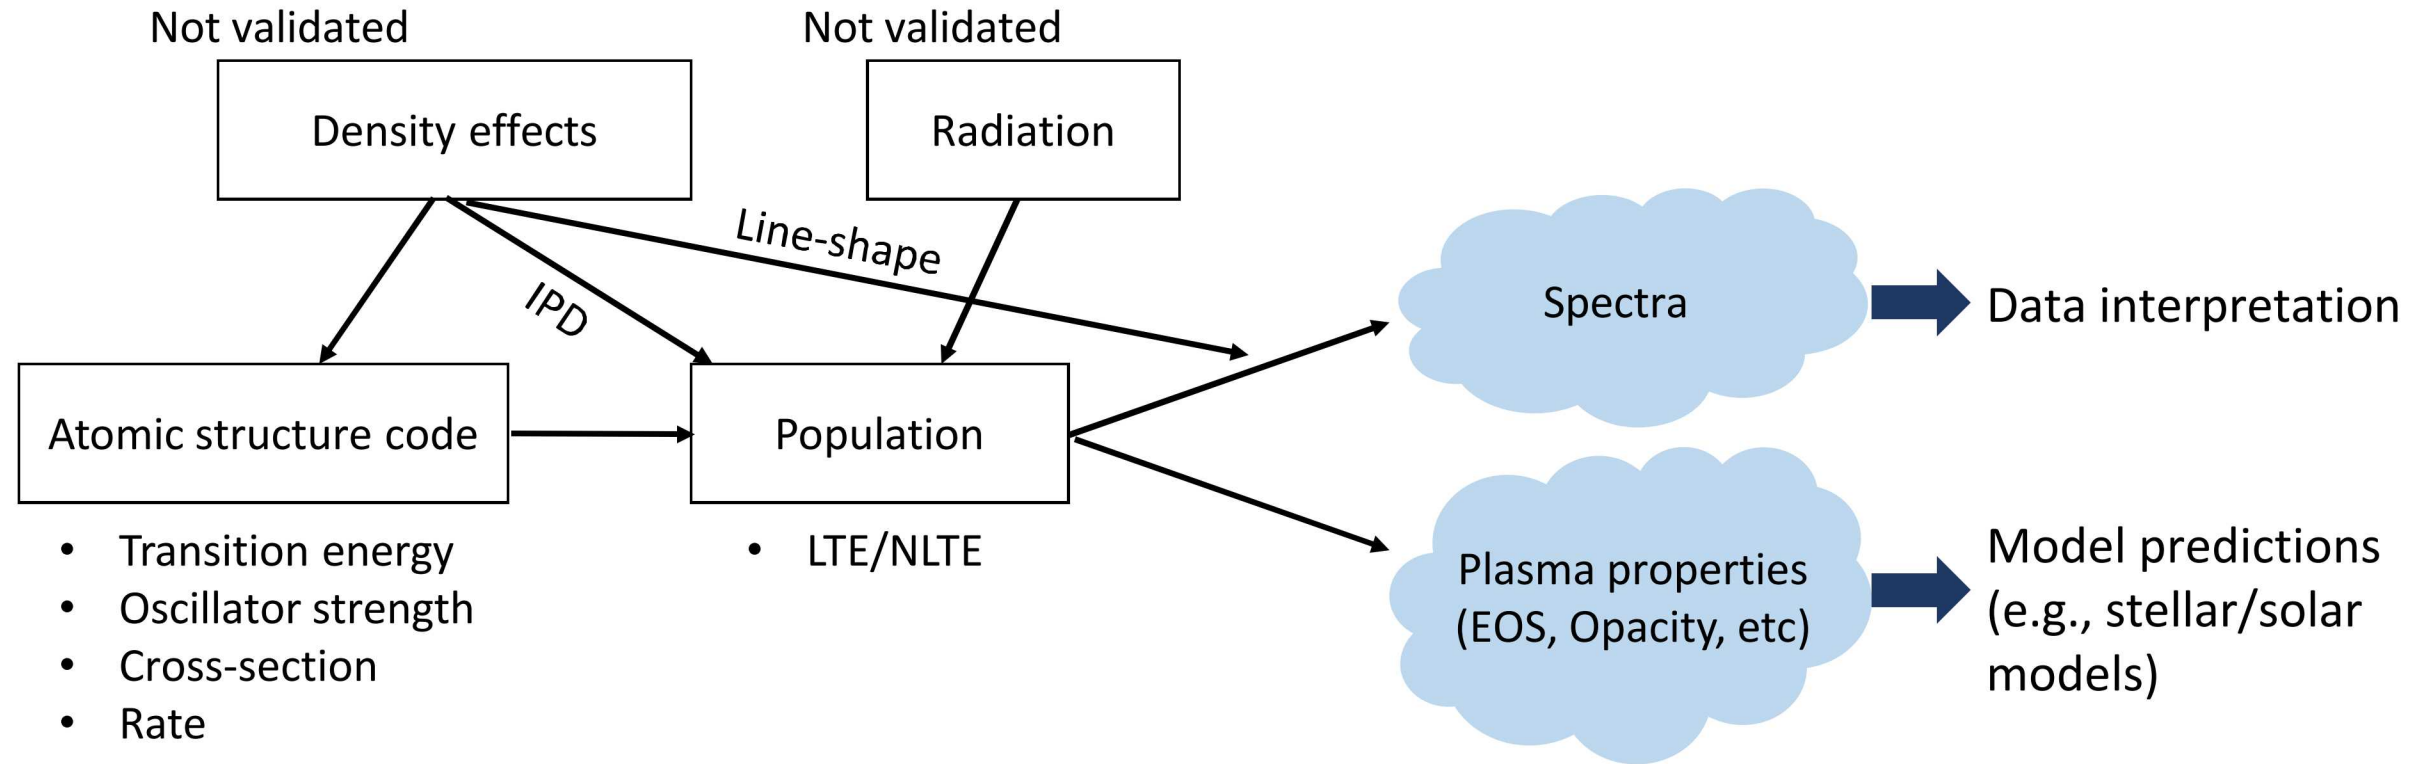 Not validated
Not validated
Density effects
Radiation
Line-shape
IPD
Spectra
Data interpretation
Atomic structure code
Population
• Transition energy
• Oscillator strength
• Cross-section
• Rate
• LTE/NLTE
Plasma properties
(EOS, Opacity, etc)
Model predictions
(e.g., stellar/solar
models)